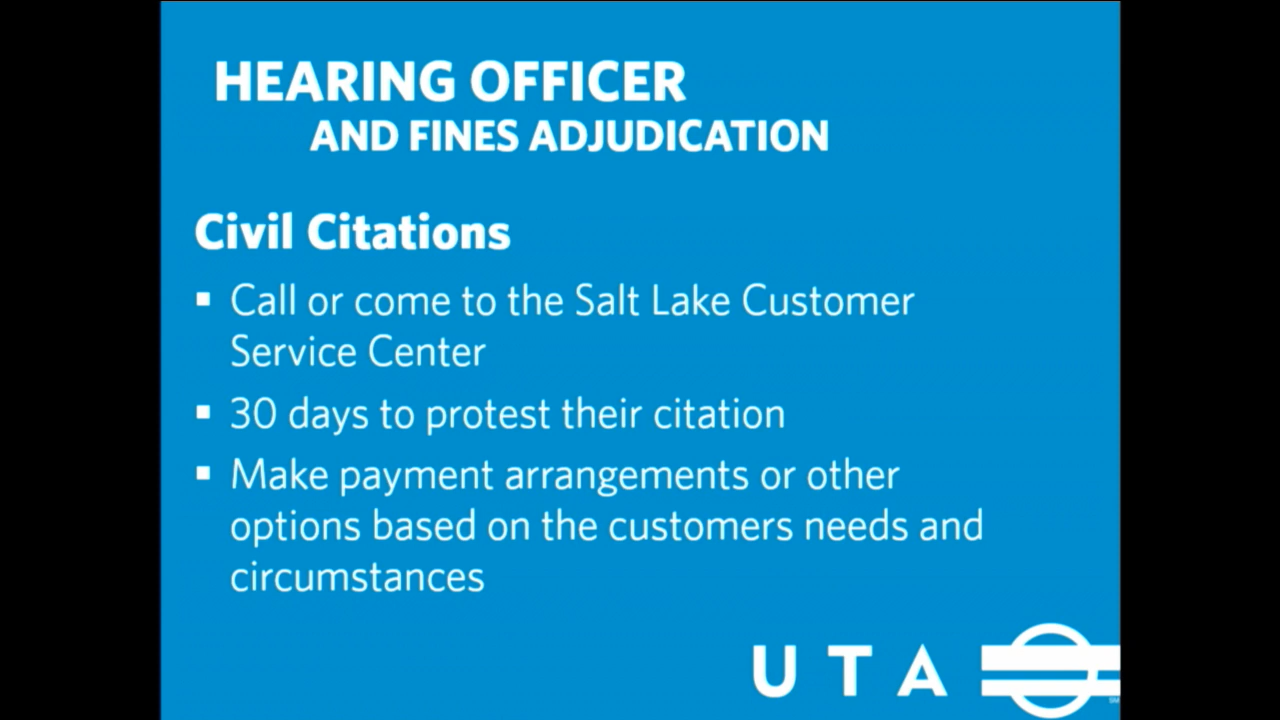 HEARING OFFICER
AND FINES ADJUDICATION
Civil Citations
▪ Call or come to the Salt Lake Customer
Service Center
▪ 30 days to protest their citation
▪ Make payment arrangements or other
options based on the customers needs and
circumstances
U T A
SM